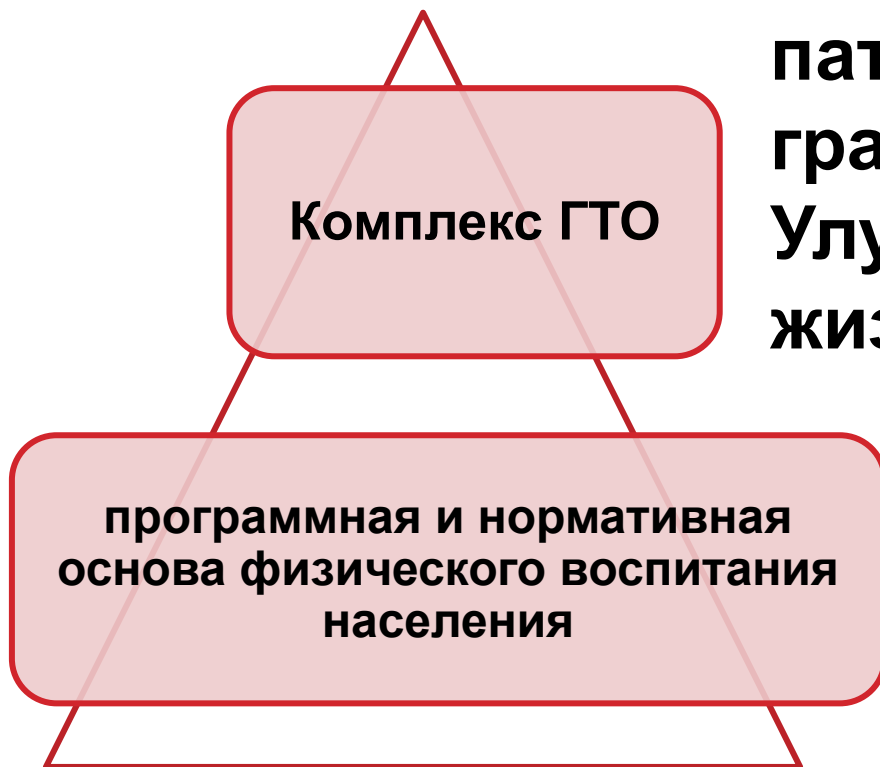 Комплекс ГТО
программная и нормативная
основа физического воспитания
населения